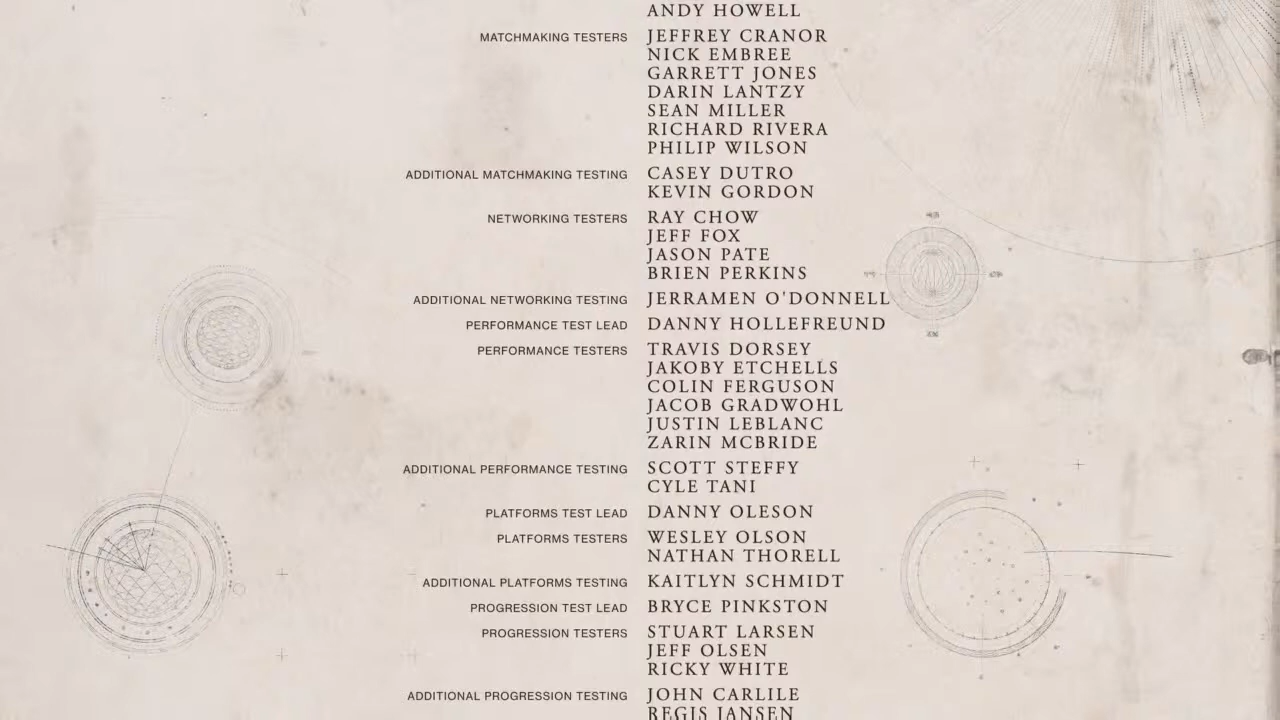 ANDY HOWELL
MATCHMAKING TESTERS JEFFREY CRANOR
NICK EMBREE
GARRETT JONES
DARIN LANTZY
SEAN MILLER
RICHARD RIVERA
PHILIP WILSON
ADDITIONAL MATCHMAKING TESTING CASEY DUTRO
KEVIN GORDON
NETWORKING TESTERS RAY CHOW
JEFF FOX
JASON PATE
BRIEN PERKINS
ADDITIONAL NETWORKING TESTING JERRAMEN O'DONNELL
PERFORMANCE TEST LEAD DANNY HOLLEFREUND
PERFORMANCE TESTERS TRAVIS DORSEY
JAKOBY ETCHELLS
COLIN FERGUSON
JACOB GRADWOHL
JUSTIN LEBLANC
ZARIN MCBRIDE
ADDITIONAL PERFORMANCE TESTING SCOTT STEFFY
CYLE TANI
PLATFORMS TEST LEAD DANNY OLESON
PLATFORMS TESTERS WESLEY OLSON
NATHAN THORELL
ADDITIONAL PLATFORMS TESTING KAITLYN SCHMIDT
PROGRESSION TEST LEAD BRYCE PINKSTON
PROGRESSION TESTERS STUART LARSEN
JEFF OLSEN
RICKY WHITE
ADDITIONAL PROGRESSION TESTING JOHN CARLILE
REGIS JANSEN